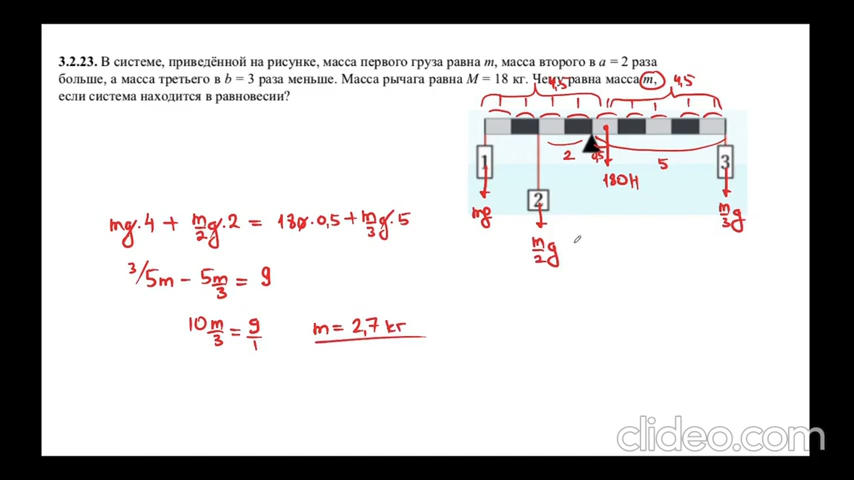 3.2.23. В системе, приведённой на рисунке, масса первого груза равна m, масса второго в a = 2 раза
больше, а масса третьего в b = 3 раза меньше. Масса рычага равна M = 18 кг. Чему равна масса m,
если система находится в равновесии?
4,5 4,5
2 0,5 5
1 3
180H
2
mg
m/3 g
m/2 g
mg·4 + m/2 g·2 = 180·0,5 + m/3 g·5
3/5m − 5m/3 = 9
10m/3 = 9/1 m = 2,7 кг
clideo.com